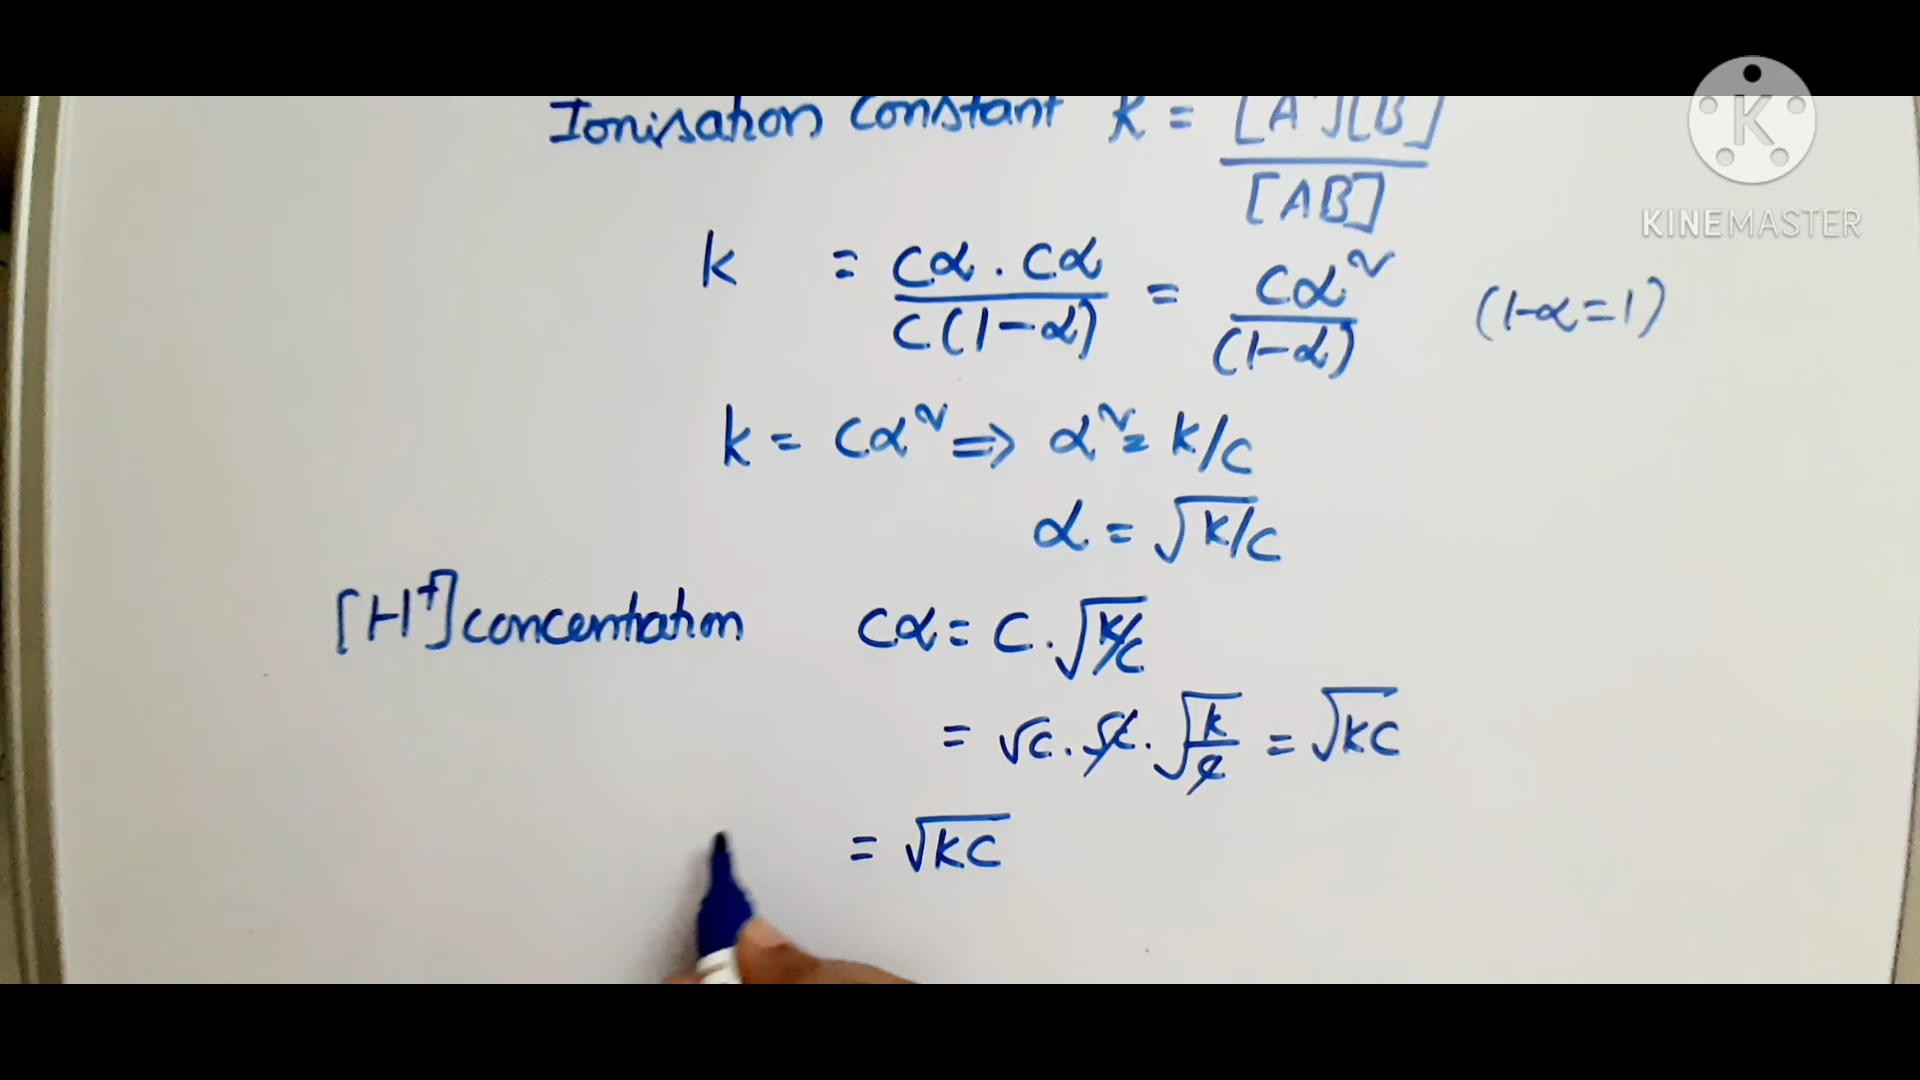 Ionisation Constant K = [A][B] / [AB]
K
KINEMASTER
k = Cα . Cα / C(1-α) = Cα² / (1-α) (1-α=1)
k = Cα² ⇒ α² = K/C
α = √K/C
[H⁺] concentration Cα = C . √K/C
= √C . √C . √K/C = √KC
= √KC